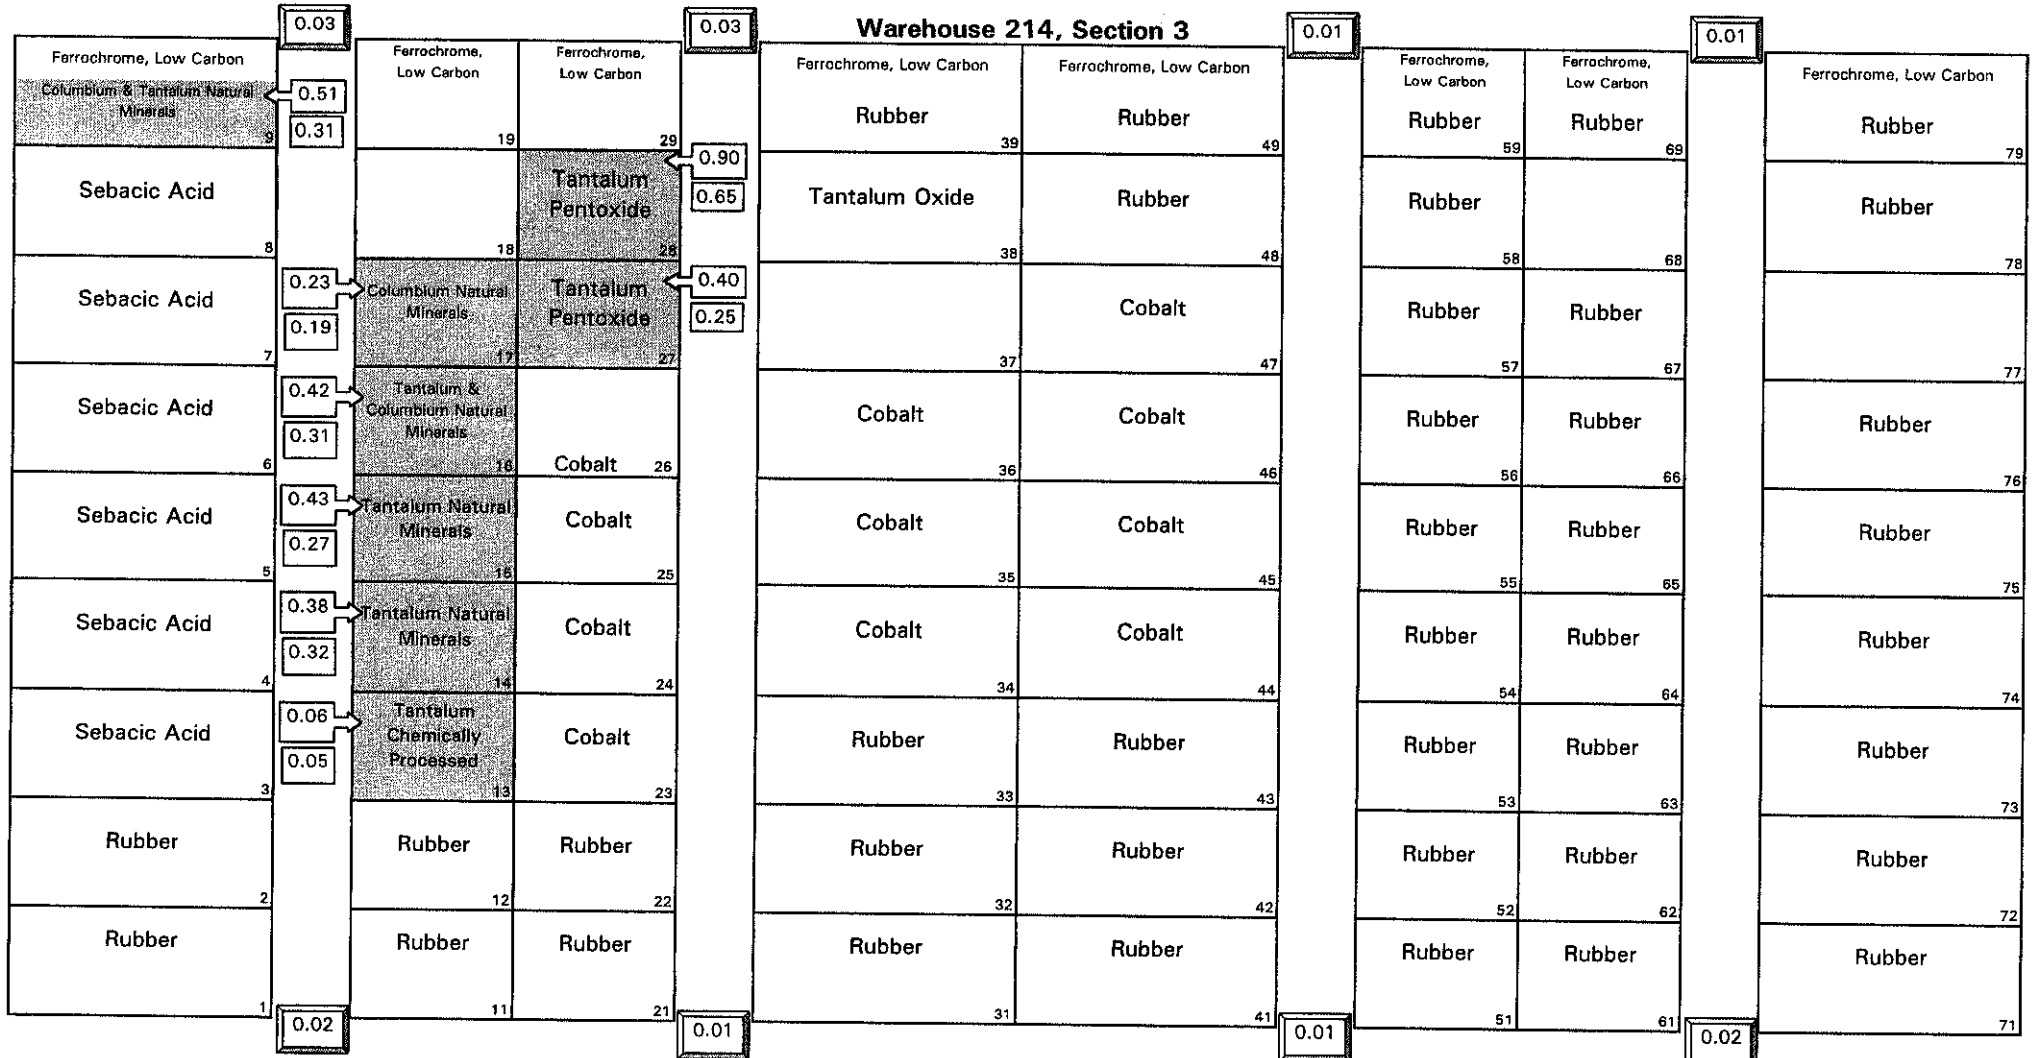 Warehouse 214, Section 3
0.03
0.03
0.01
0.01
Ferrochrome, Low Carbon
Columbium & Tantalum Natural
Minerals
9
Sebacic Acid
8
Sebacic Acid
7
Sebacic Acid
6
Sebacic Acid
5
Sebacic Acid
4
Sebacic Acid
3
Rubber
2
Rubber
1
0.51
0.31
0.23
0.19
0.42
0.31
0.43
0.27
0.38
0.32
0.06
0.05
0.02
Ferrochrome,
Low Carbon
19
18
Columbium Natural
Minerals
17
Tantalum &
Columbium Natural
Minerals
16
Tantalum Natural
Minerals
15
Tantalum Natural
Minerals
14
Tantalum
Chemically
Processed
13
Rubber
12
Rubber
11
Ferrochrome,
Low Carbon
29
Tantalum
Pentoxide
28
Tantalum
Pentoxide
27
Cobalt 26
Cobalt
25
Cobalt
24
Cobalt
23
Rubber
22
Rubber
21
0.90
0.65
0.40
0.25
0.01
Ferrochrome, Low Carbon
Rubber
39
Tantalum Oxide
38
37
Cobalt
36
Cobalt
35
Cobalt
34
Rubber
33
Rubber
32
Rubber
31
Ferrochrome, Low Carbon
Rubber
49
Rubber
48
Cobalt
47
Cobalt
46
Cobalt
45
Cobalt
44
Rubber
43
Rubber
42
Rubber
41
0.01
Ferrochrome,
Low Carbon
Rubber
59
Rubber
58
Rubber
57
Rubber
56
Rubber
55
Rubber
54
Rubber
53
Rubber
52
Rubber
51
Ferrochrome,
Low Carbon
Rubber
69
68
Rubber
67
Rubber
66
Rubber
65
Rubber
64
Rubber
63
Rubber
62
Rubber
61
0.02
Ferrochrome, Low Carbon
Rubber
79
Rubber
78
77
Rubber
76
Rubber
75
Rubber
74
Rubber
73
Rubber
72
Rubber
71